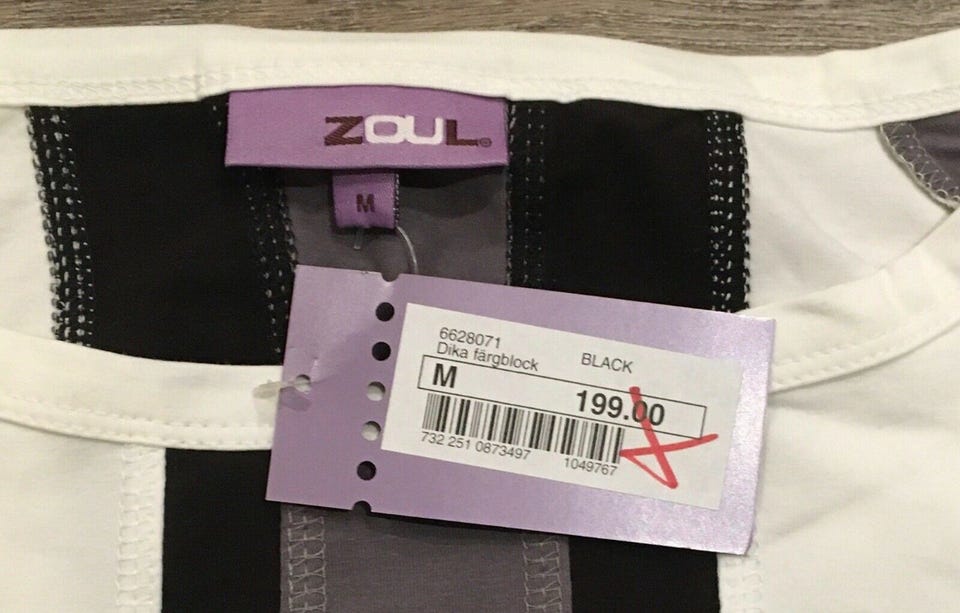 ZOUL®
M
6628071
Dika färgblock BLACK
M
199.00
732 251 0873497 1049767